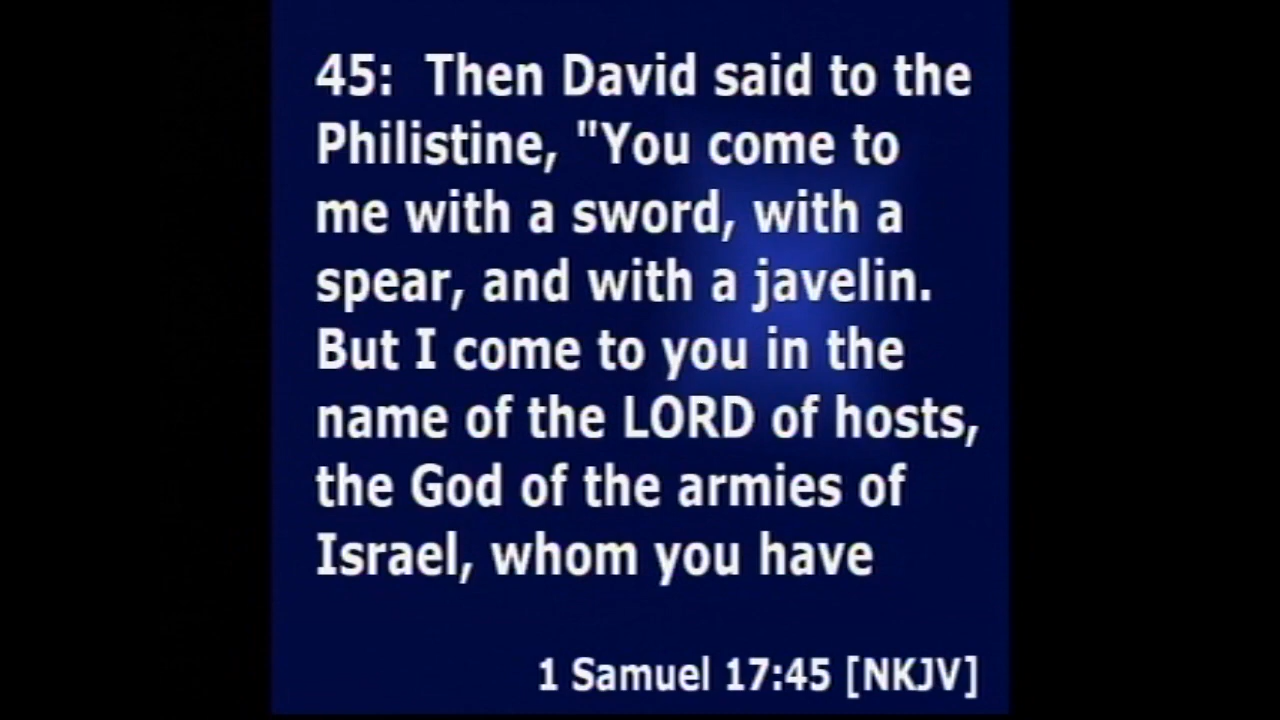 45:  Then David said to the
Philistine, "You come to
me with a sword, with a
spear, and with a javelin.
But I come to you in the
name of the LORD of hosts,
the God of the armies of
Israel, whom you have
1 Samuel 17:45 [NKJV]